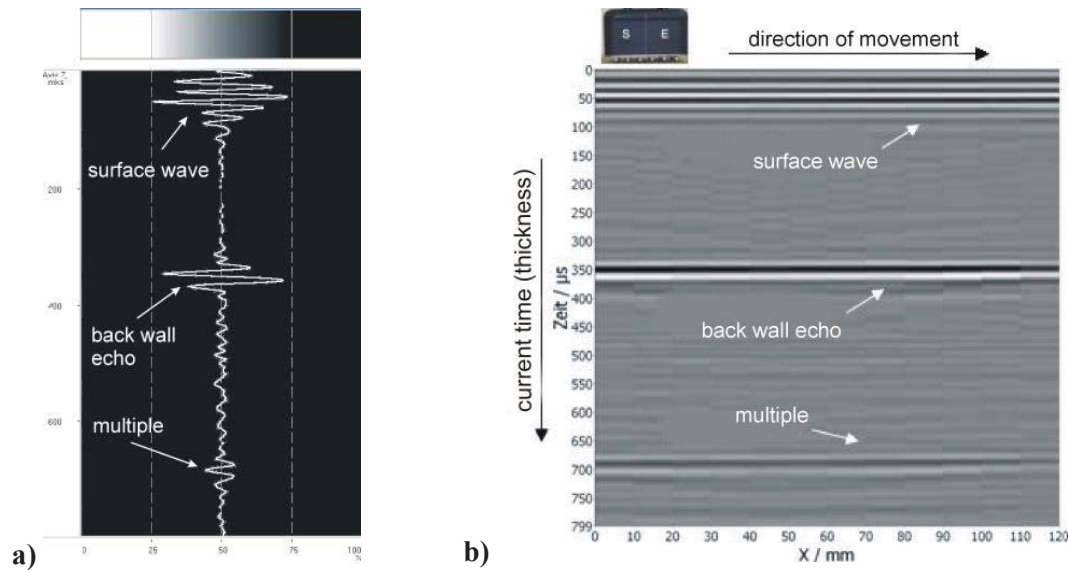 Axis Z,
mks
200
400
600
0
25
50
75
100
%
surface wave
back wall
echo
multiple
a)
S E
direction of movement
current time (thickness)
Zeit / µs
0
50
100
150
200
250
300
350
400
450
500
550
600
650
700
750
799
surface wave
back wall echo
multiple
0 10 20 30 40 50 60 70 80 90 100 110 120
X / mm
b)